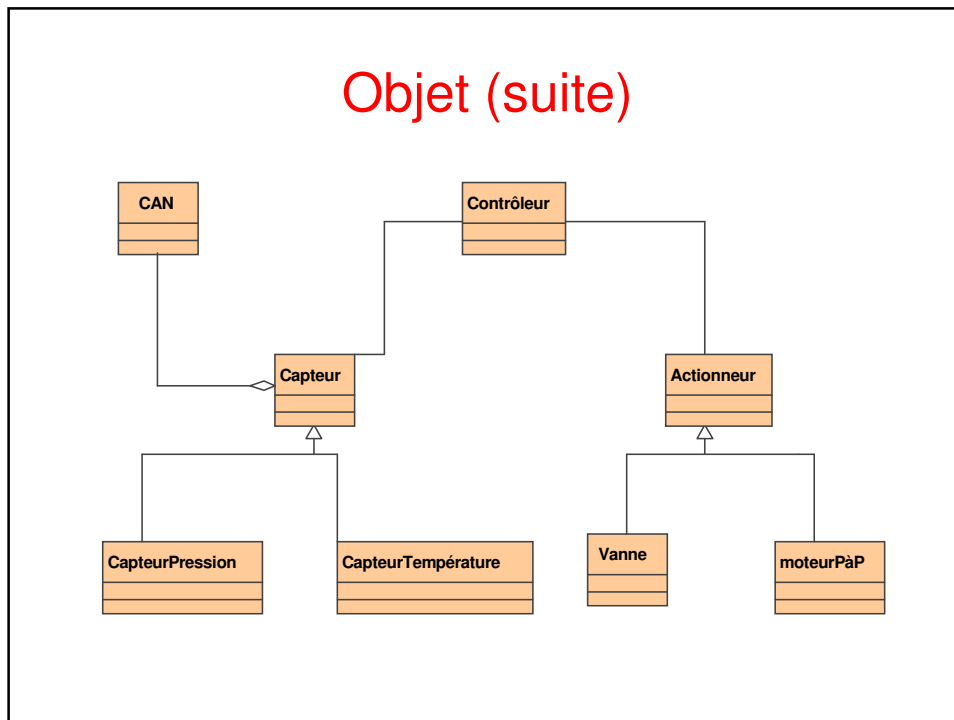 Objet (suite)
CAN
Contrôleur
Capteur
Actionneur
CapteurPression
CapteurTempérature
Vanne
moteurPàP